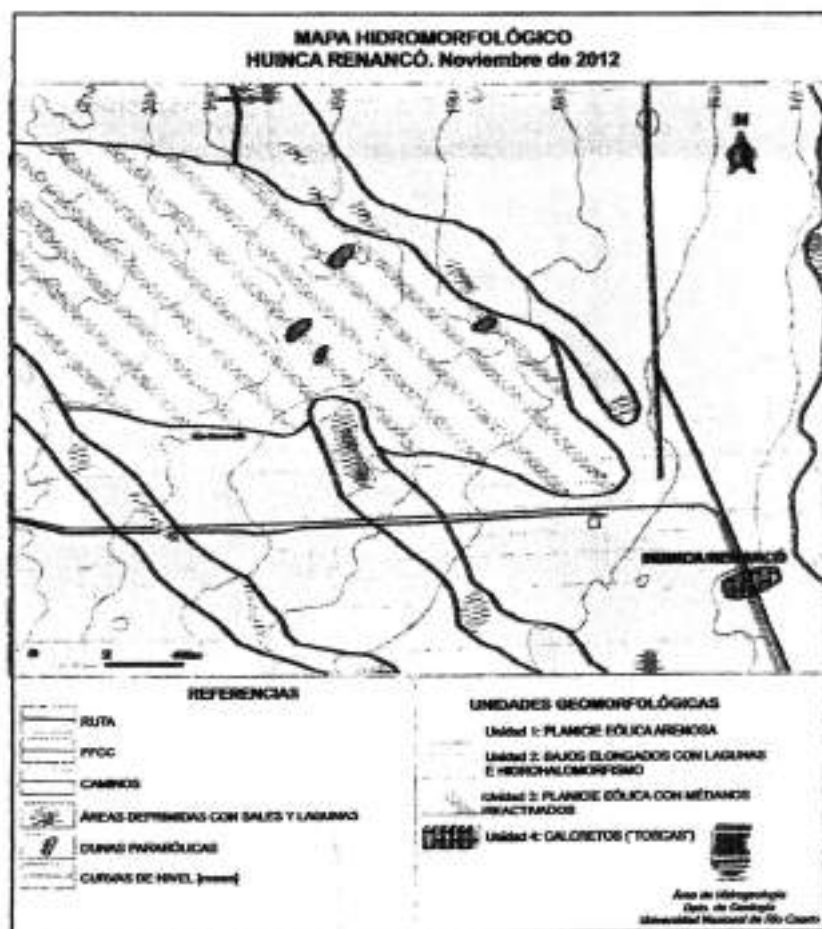 MAPA HIDROMORFOLÓGICO
HUINCA RENANCÓ. Noviembre de 2012
N
HUINCA RENANCÓ
REFERENCIAS
RUTA
FFCC
CAMINOS
ÁREAS DEPRIMIDAS CON SALES Y LAGUNAS
DUNAS PARABÓLICAS
CURVAS DE NIVEL
UNIDADES GEOMORFOLÓGICAS
Unidad 1: PLANICIE EÓLICA ARENOSA
Unidad 2: BAJOS ELONGADOS CON LAGUNAS
E HIDROHALOMORFISMO
Unidad 3: PLANICIE EÓLICA CON MÉDANOS
REACTIVADOS
Unidad 4: CALCRETOS ("TOSCAS")
Área de Hidrogeología
Dpto. de Geología
Universidad Nacional de Río Cuarto